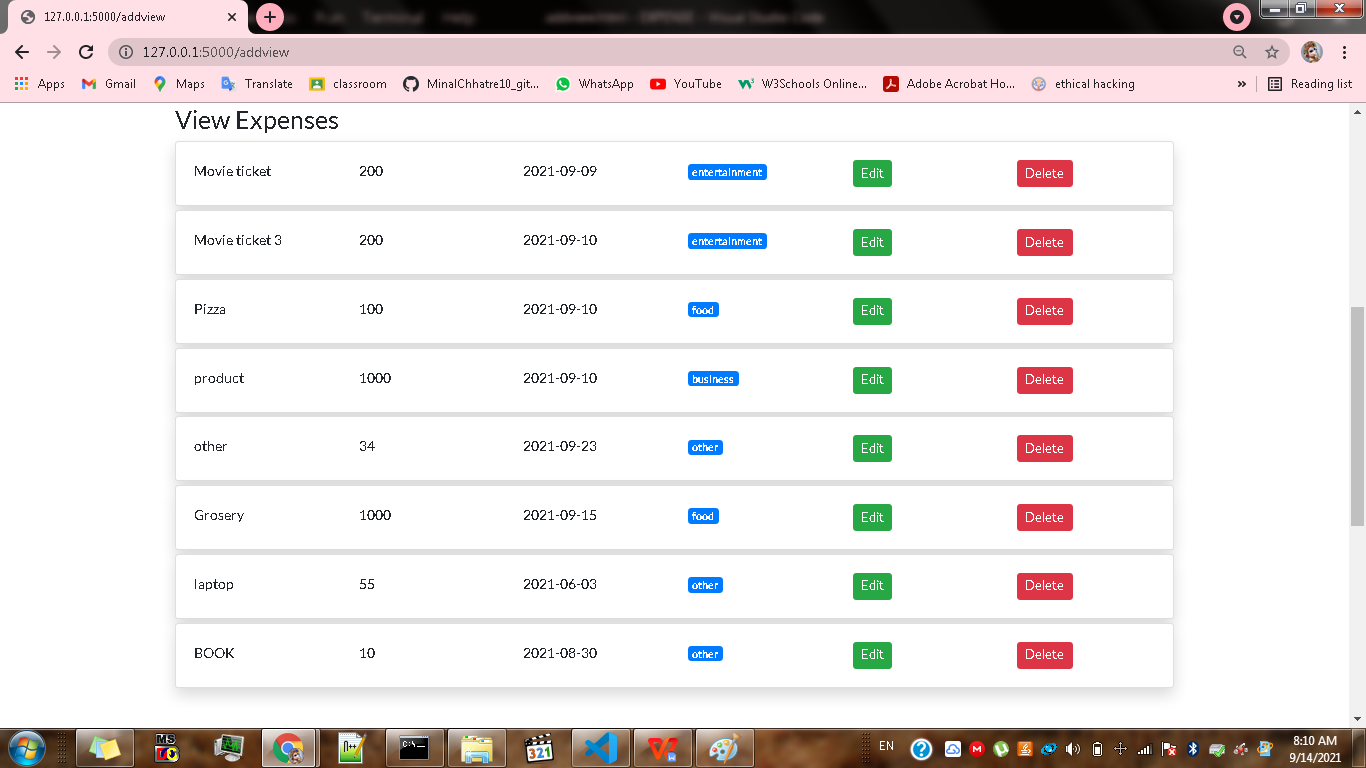 127.0.0.1:5000/addview
127.0.0.1:5000/addview
Apps Gmail Maps Translate classroom MinalChhatre10_git... WhatsApp YouTube W3Schools Online... Adobe Acrobat Ho... ethical hacking » Reading list
View Expenses
Movie ticket 200 2021-09-09 entertainment Edit Delete
Movie ticket 3 200 2021-09-10 entertainment Edit Delete
Pizza 100 2021-09-10 food Edit Delete
product 1000 2021-09-10 business Edit Delete
other 34 2021-09-23 other Edit Delete
Grosery 1000 2021-09-15 food Edit Delete
laptop 55 2021-06-03 other Edit Delete
BOOK 10 2021-08-30 other Edit Delete
EN 8:10 AM
9/14/2021